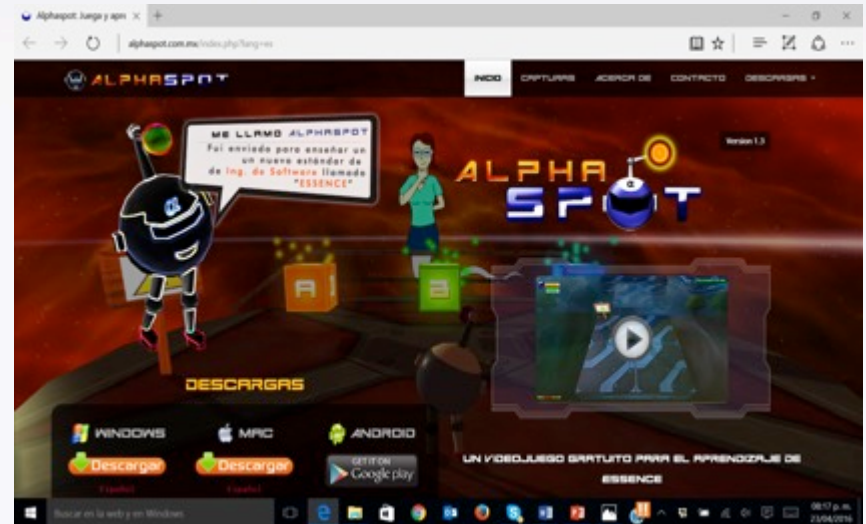 Alphaspot: Juega y apre
alphaspot.com.mx/index.php?lang=es
ALPHASPOT
INICIO CAPTURAS ACERCA DE CONTACTO DESCARGAS
ME LLAMO ALPHASPOT
Fui enviado para enseñar un
un nuevo estándar de
de Ing. de Software llamado
"ESSENCE"
Version 1.3
ALPHA
SPOT
A
B
DESCARGAS
WINDOWS MAC ANDROID
Descargar Descargar GET IT ON Google play
Español Español
UN VIDEOJUEGO GRATUITO PARA EL APRENDIZAJE DE
ESSENCE
Buscar en la web y en Windows
08:17 p. m.
23/04/2016